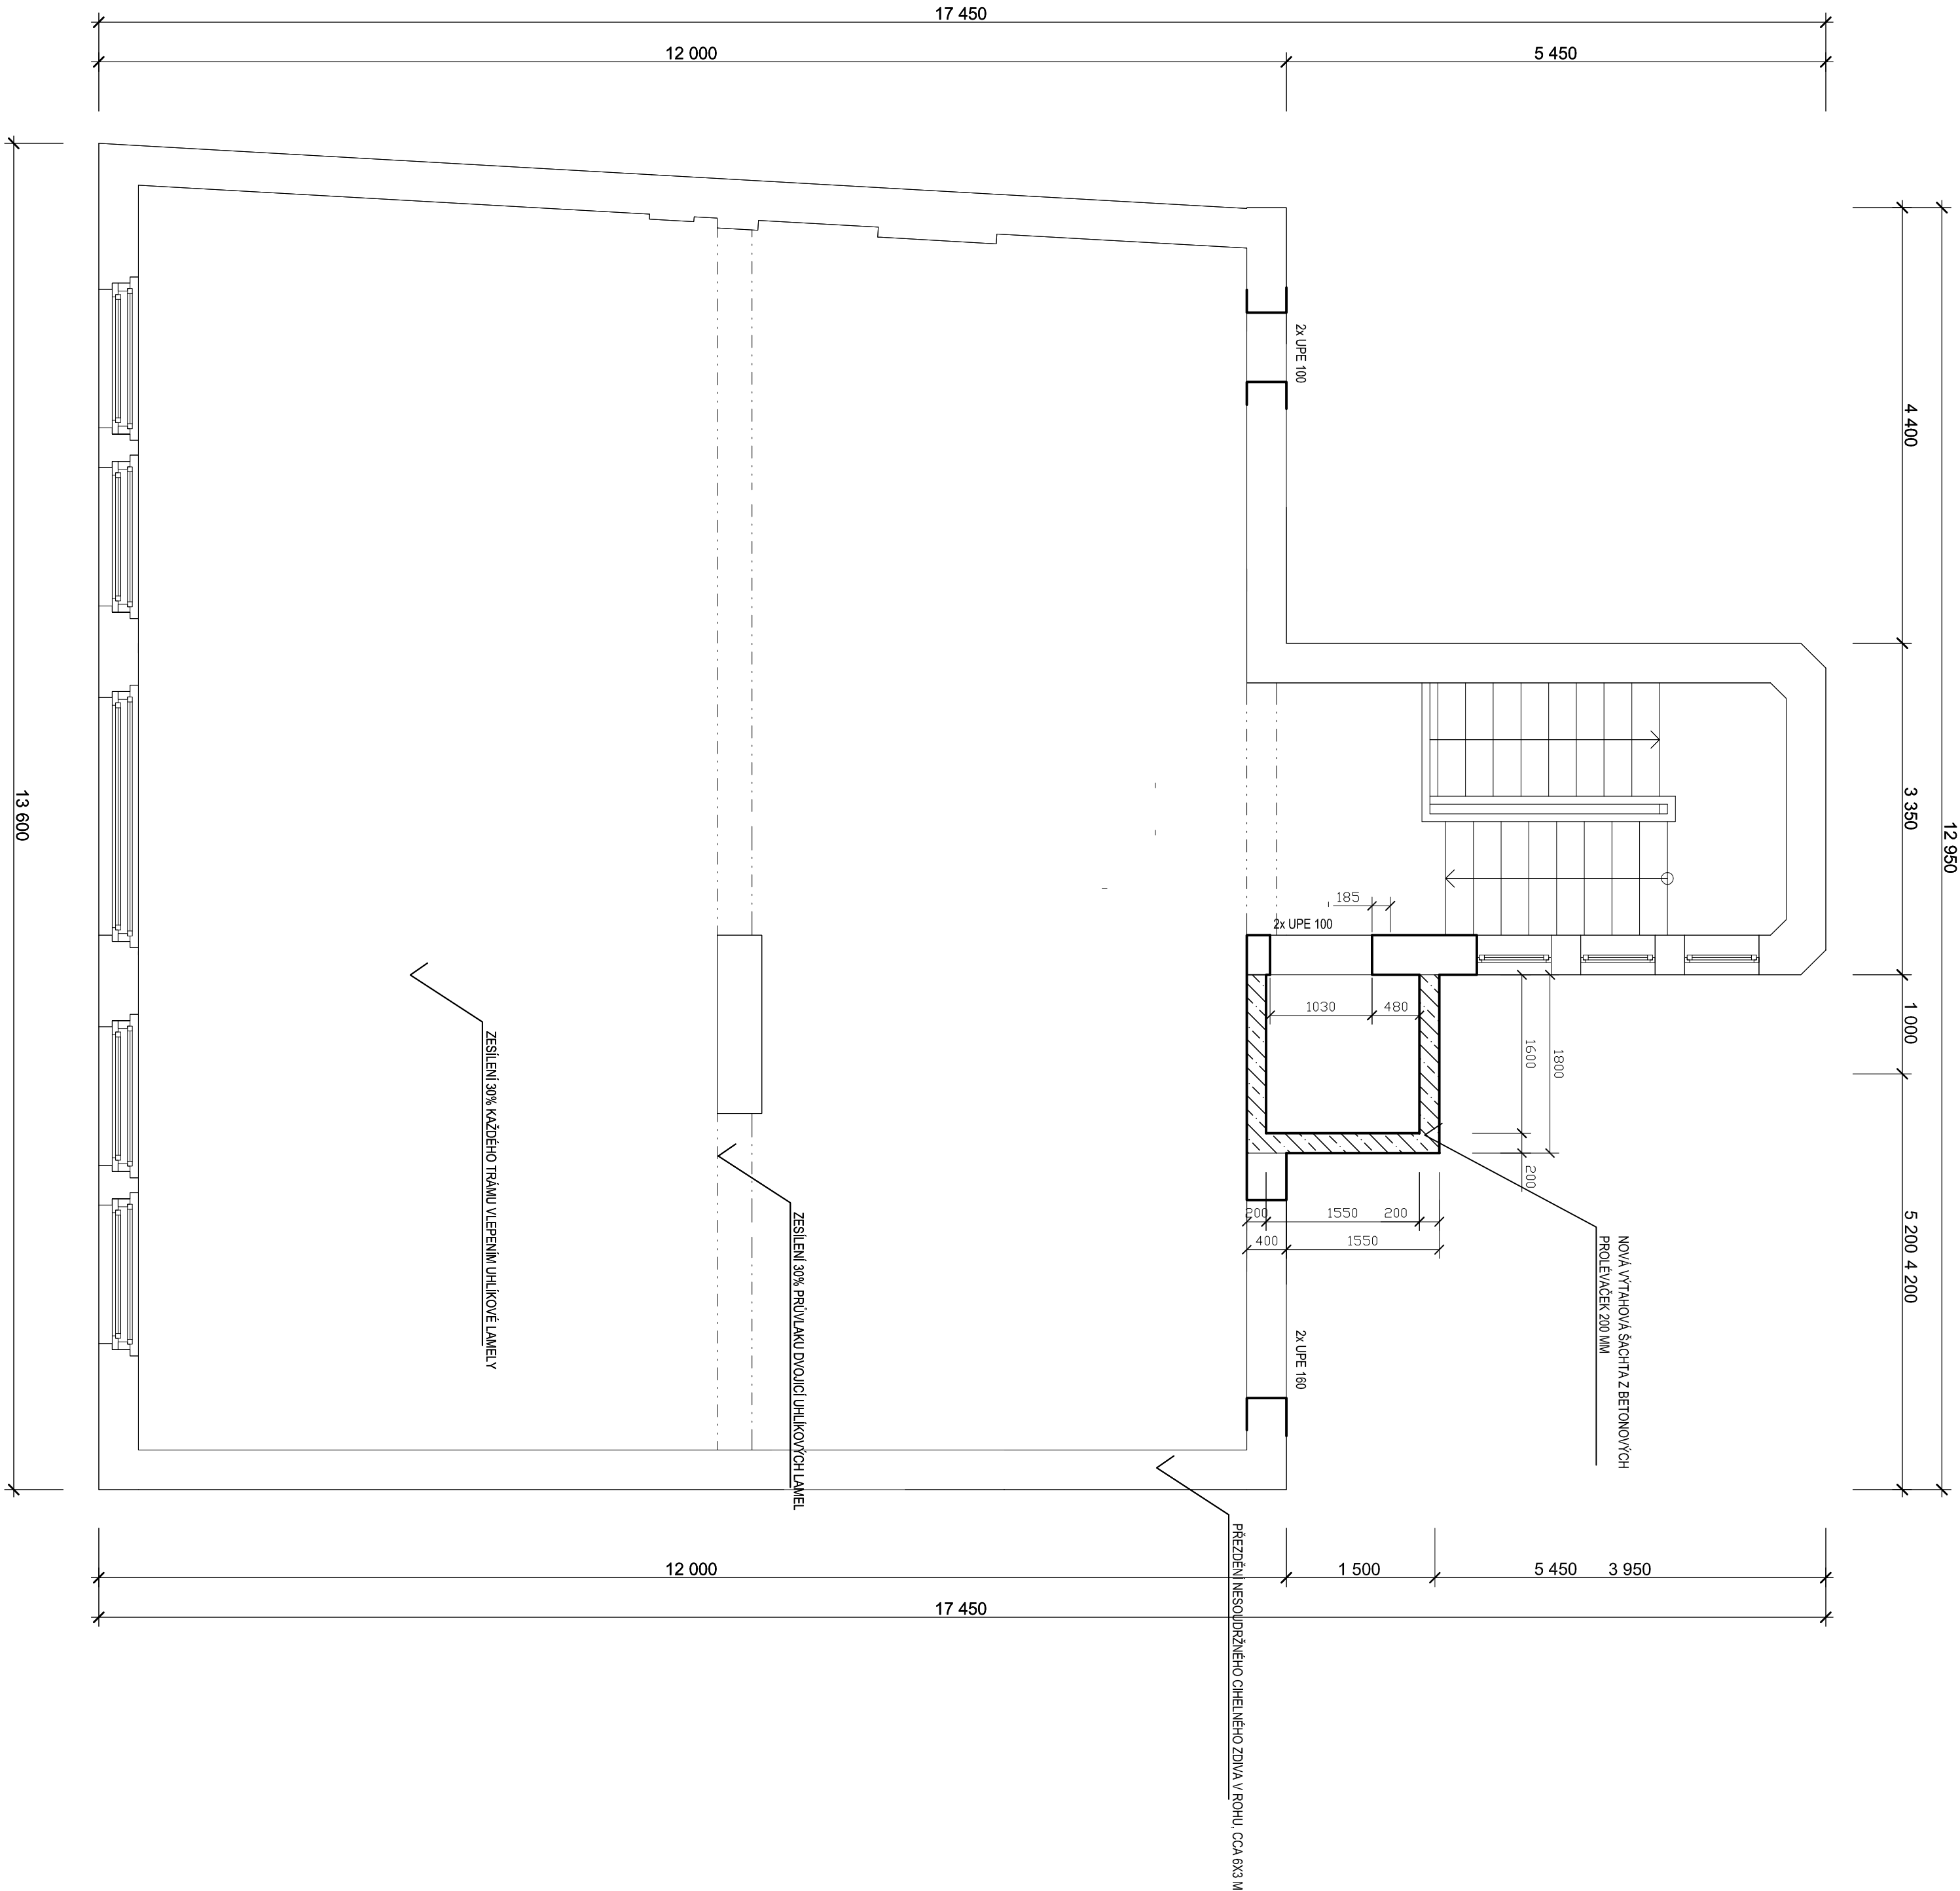 17 450
12 000
5 450
2x UPE 100
4 400
3 350
12 950
13 600
185
2x UPE 100
1030
480
1 000
1600
1800
200
200
1550
200
400
1550
5 200 4 200
2x UPE 160
ZESÍLENÍ 30% KAŽDÉHO TRÁMU VLEPENÍM UHLÍKOVÉ LAMELY
ZESÍLENÍ 30% PRŮVLAKU DVOJICÍ UHLÍKOVÝCH LAMEL
NOVÁ VÝTAHOVÁ ŠACHTA Z BETONOVÝCH
PROLÉVAČEK 200 MM
PŘEZDĚNÍ NESOUDRŽNÉHO CIHELNÉHO ZDIVA V ROHU, CCA 6X3 M
12 000
1 500
5 450
3 950
17 450